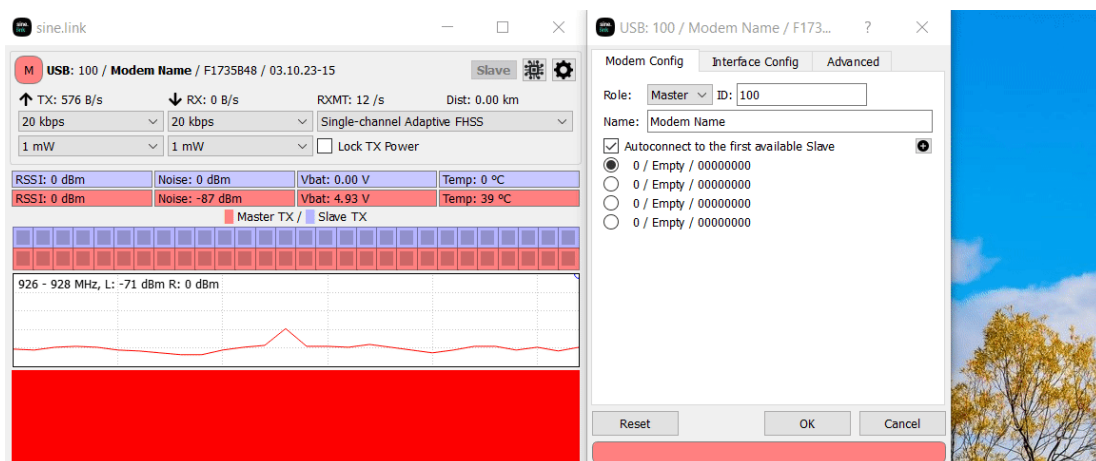 sine.link
M USB: 100 / Modem Name / F1735B48 / 03.10.23-15 Slave
TX: 576 B/s RX: 0 B/s RXMT: 12 /s Dist: 0.00 km
20 kbps 20 kbps Single-channel Adaptive FHSS
1 mW 1 mW Lock TX Power
RSSI: 0 dBm Noise: 0 dBm Vbat: 0.00 V Temp: 0 ºC
RSSI: 0 dBm Noise: -87 dBm Vbat: 4.93 V Temp: 39 ºC
Master TX / Slave TX
926 - 928 MHz, L: -71 dBm R: 0 dBm
USB: 100 / Modem Name / F173... ?
Modem Config Interface Config Advanced
Role: Master ID: 100
Name: Modem Name
Autoconnect to the first available Slave
0 / Empty / 00000000
0 / Empty / 00000000
0 / Empty / 00000000
0 / Empty / 00000000
Reset OK Cancel